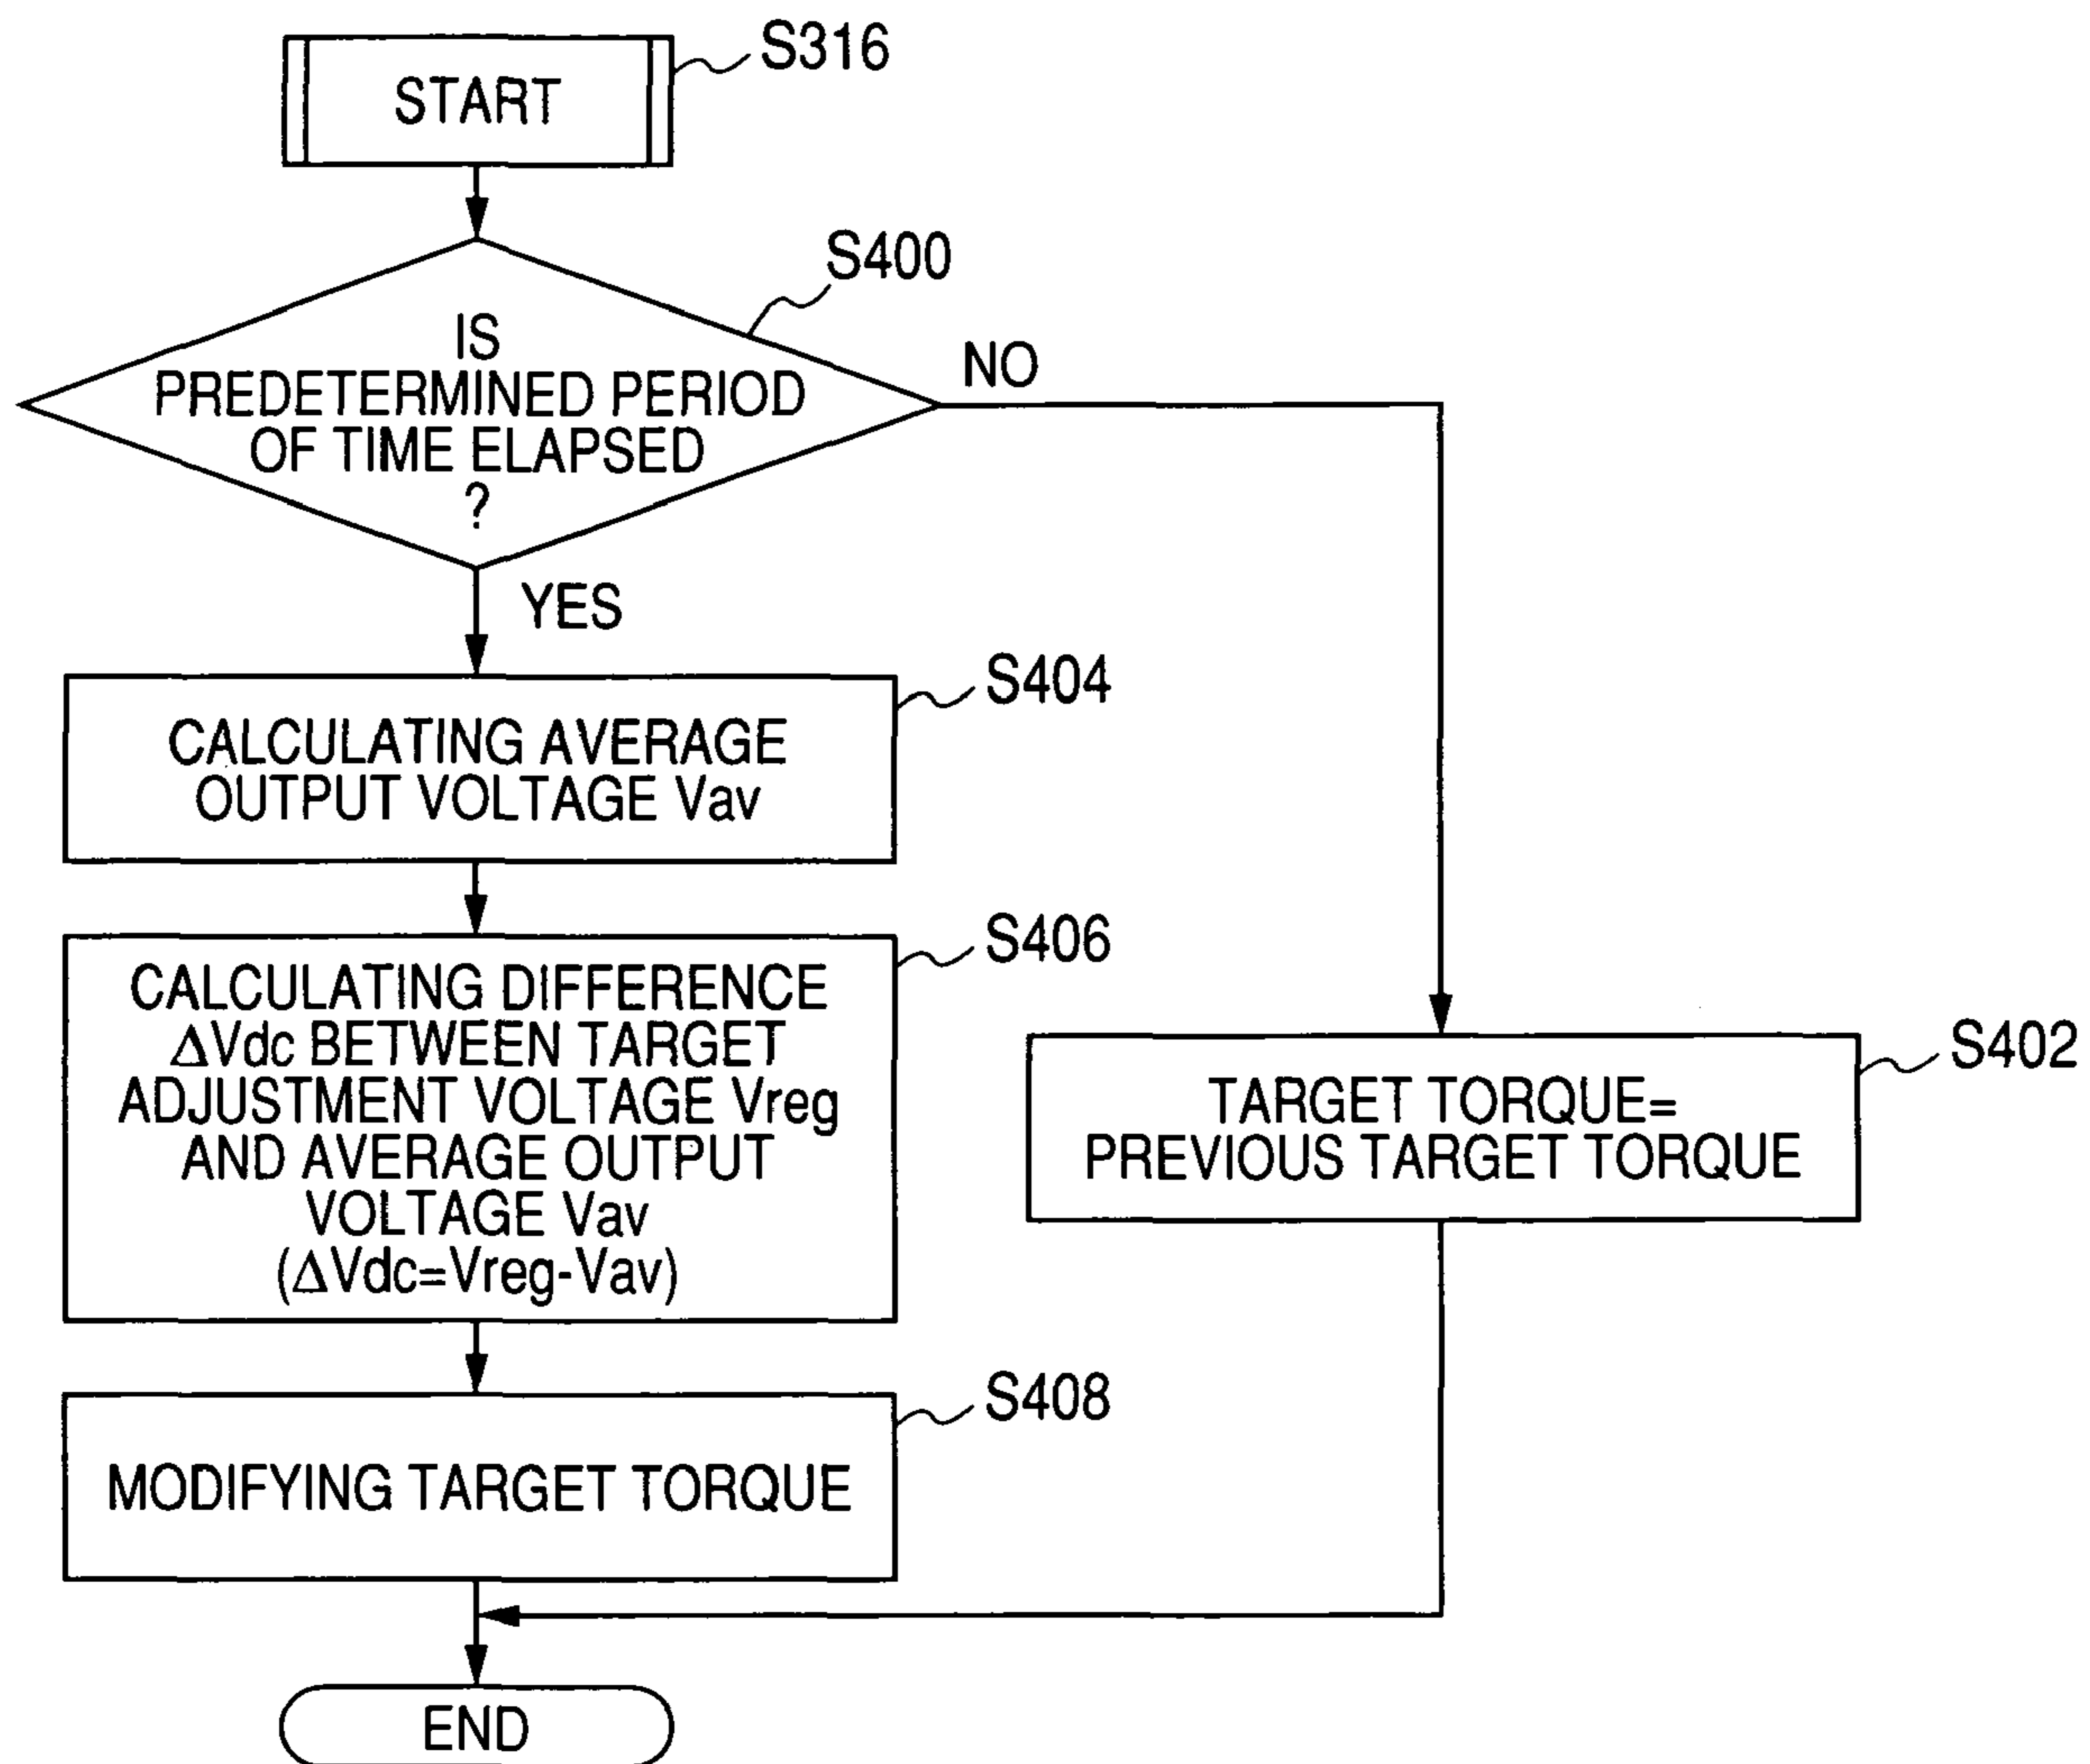 START
S316
S400
IS
PREDETERMINED PERIOD
OF TIME ELAPSED
?
NO
YES
S404
CALCULATING AVERAGE
OUTPUT VOLTAGE Vav
S406
CALCULATING DIFFERENCE
ΔVdc BETWEEN TARGET
ADJUSTMENT VOLTAGE Vreg
AND AVERAGE OUTPUT
VOLTAGE Vav
(ΔVdc=Vreg-Vav)
S402
TARGET TORQUE=
PREVIOUS TARGET TORQUE
S408
MODIFYING TARGET TORQUE
END